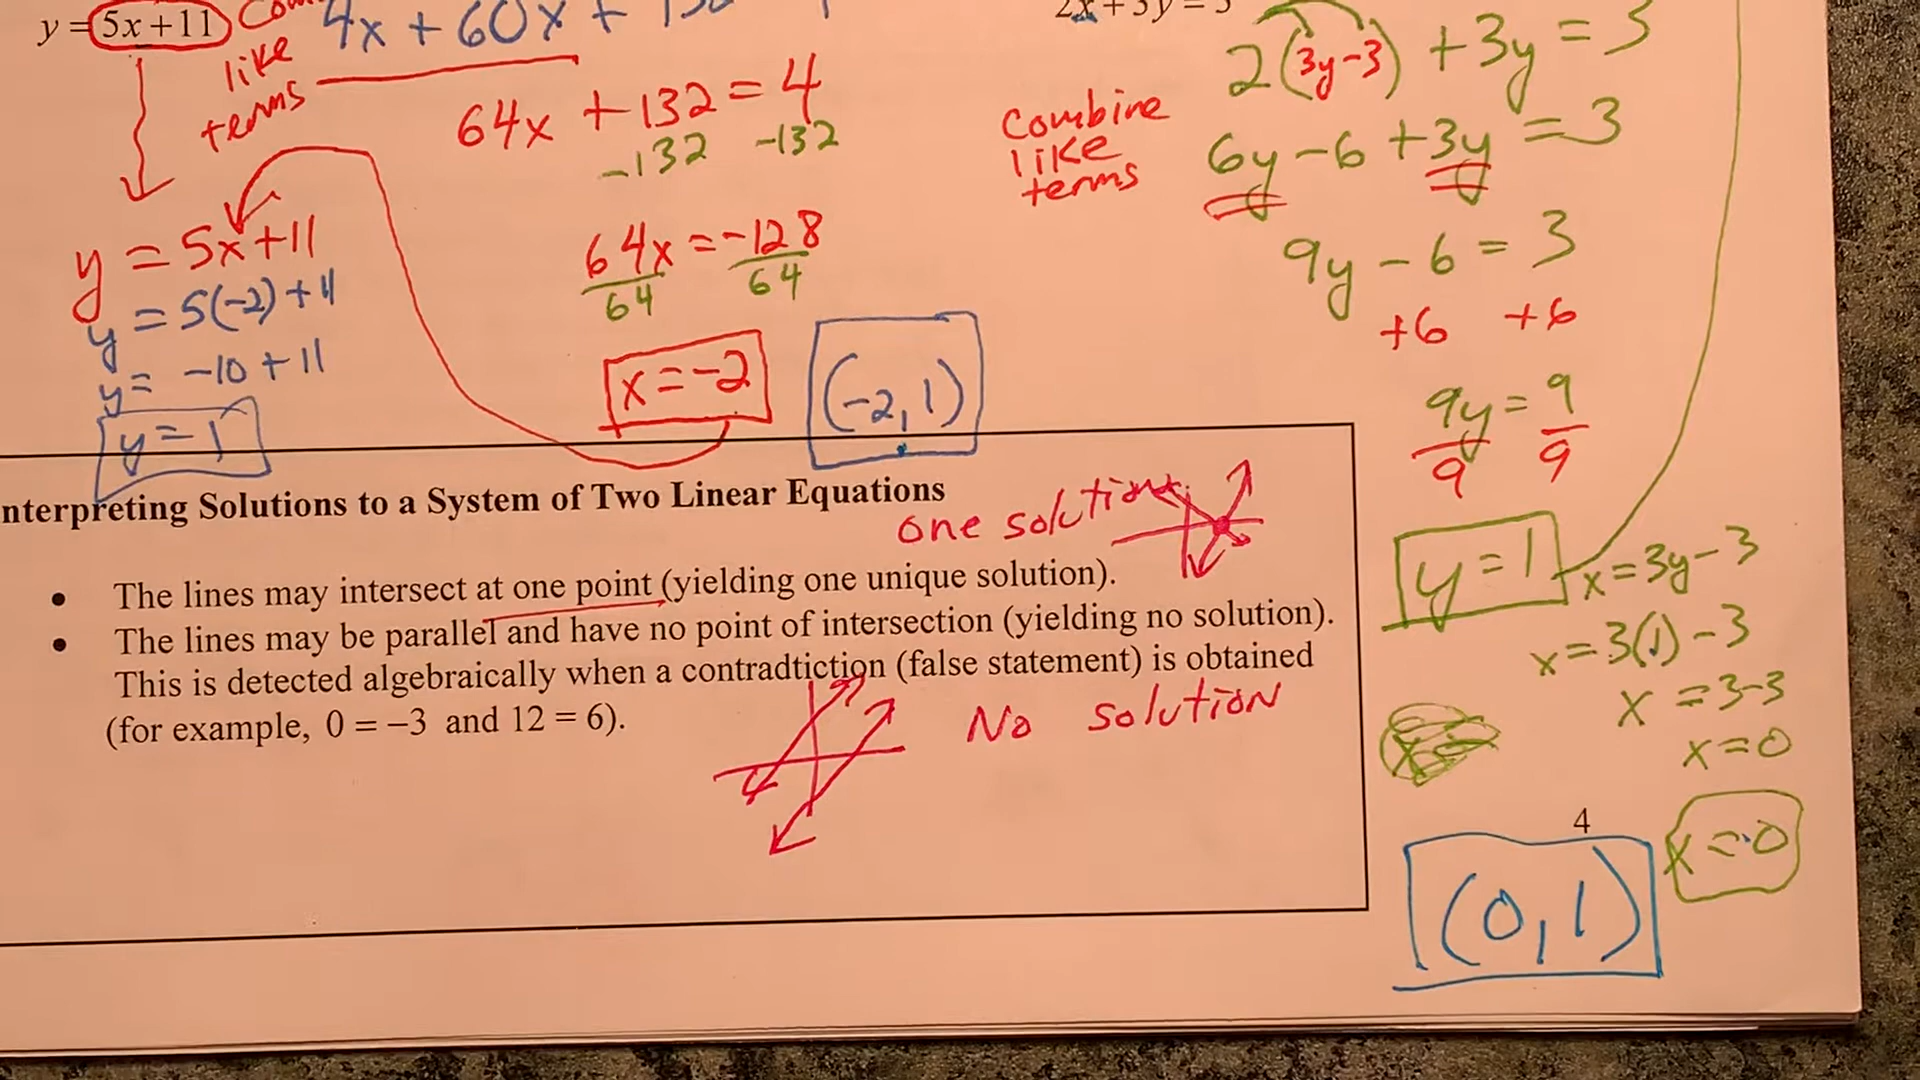 y = 5x + 11
like
terms
4x + 60x +
64x + 132 = 4
-132 -132
64x = -128
64 64
x = -2
(-2, 1)
y = 5x + 11
y = 5(-2) + 11
y = -10 + 11
y = 1
2x + 3y = 3
2(3y-3) + 3y = 3
Combine
like
terms
6y - 6 + 3y = 3
9y - 6 = 3
+6 +6
9y = 9
9 9
y = 1
x = 3y - 3
x = 3(1) - 3
x = 3-3
x = 0
x = 0
(0, 1)
nterpreting Solutions to a System of Two Linear Equations
one solution
• The lines may intersect at one point (yielding one unique solution).
• The lines may be parallel and have no point of intersection (yielding no solution).
This is detected algebraically when a contradtiction (false statement) is obtained
(for example, 0 = −3 and 12 = 6).
No solution
4